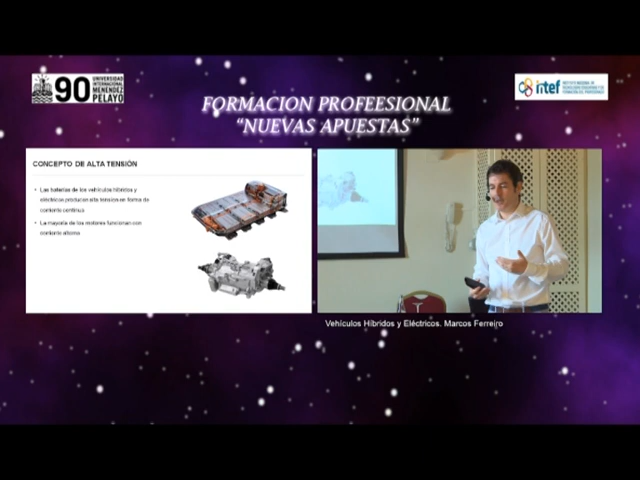 90
UNIVERSIDAD
INTERNACIONAL
MENÉNDEZ
PELAYO
intef
FORMACION PROFEESIONAL
“NUEVAS APUESTAS”
CONCEPTO DE ALTA TENSIÓN
• Las baterías de los vehículos híbridos y
eléctricos producen alta tension en forma de
corriente continua
• La mayoría de los motores funcionan con
corriente alterna
Vehículos Híbridos y Eléctricos. Marcos Ferreiro